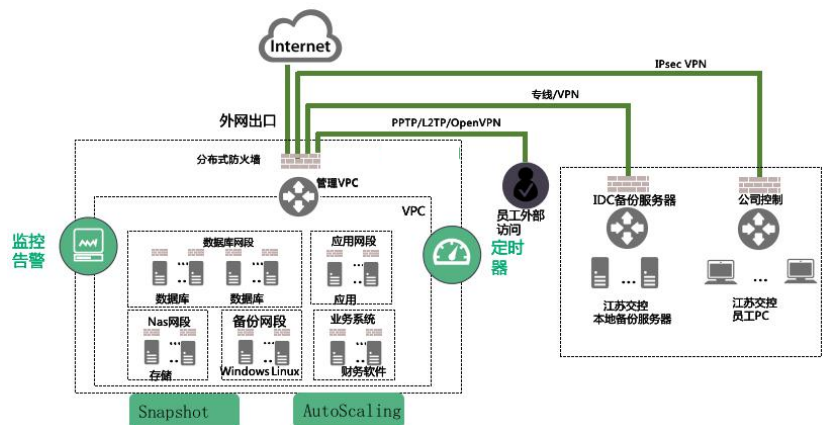 Internet
IPsec VPN
专线/VPN
外网出口
PPTP/L2TP/OpenVPN
分布式防火墙
管理VPC
VPC
员工外部
访问
IDC备份服务器
公司控制
监控
告警
定时
器
数据库网段
应用网段
数据库
数据库
应用
江苏交控
本地备份服务器
江苏交控
员工PC
Nas网段
备份网段
业务系统
存储
Windows Linux
财务软件
Snapshot
AutoScaling